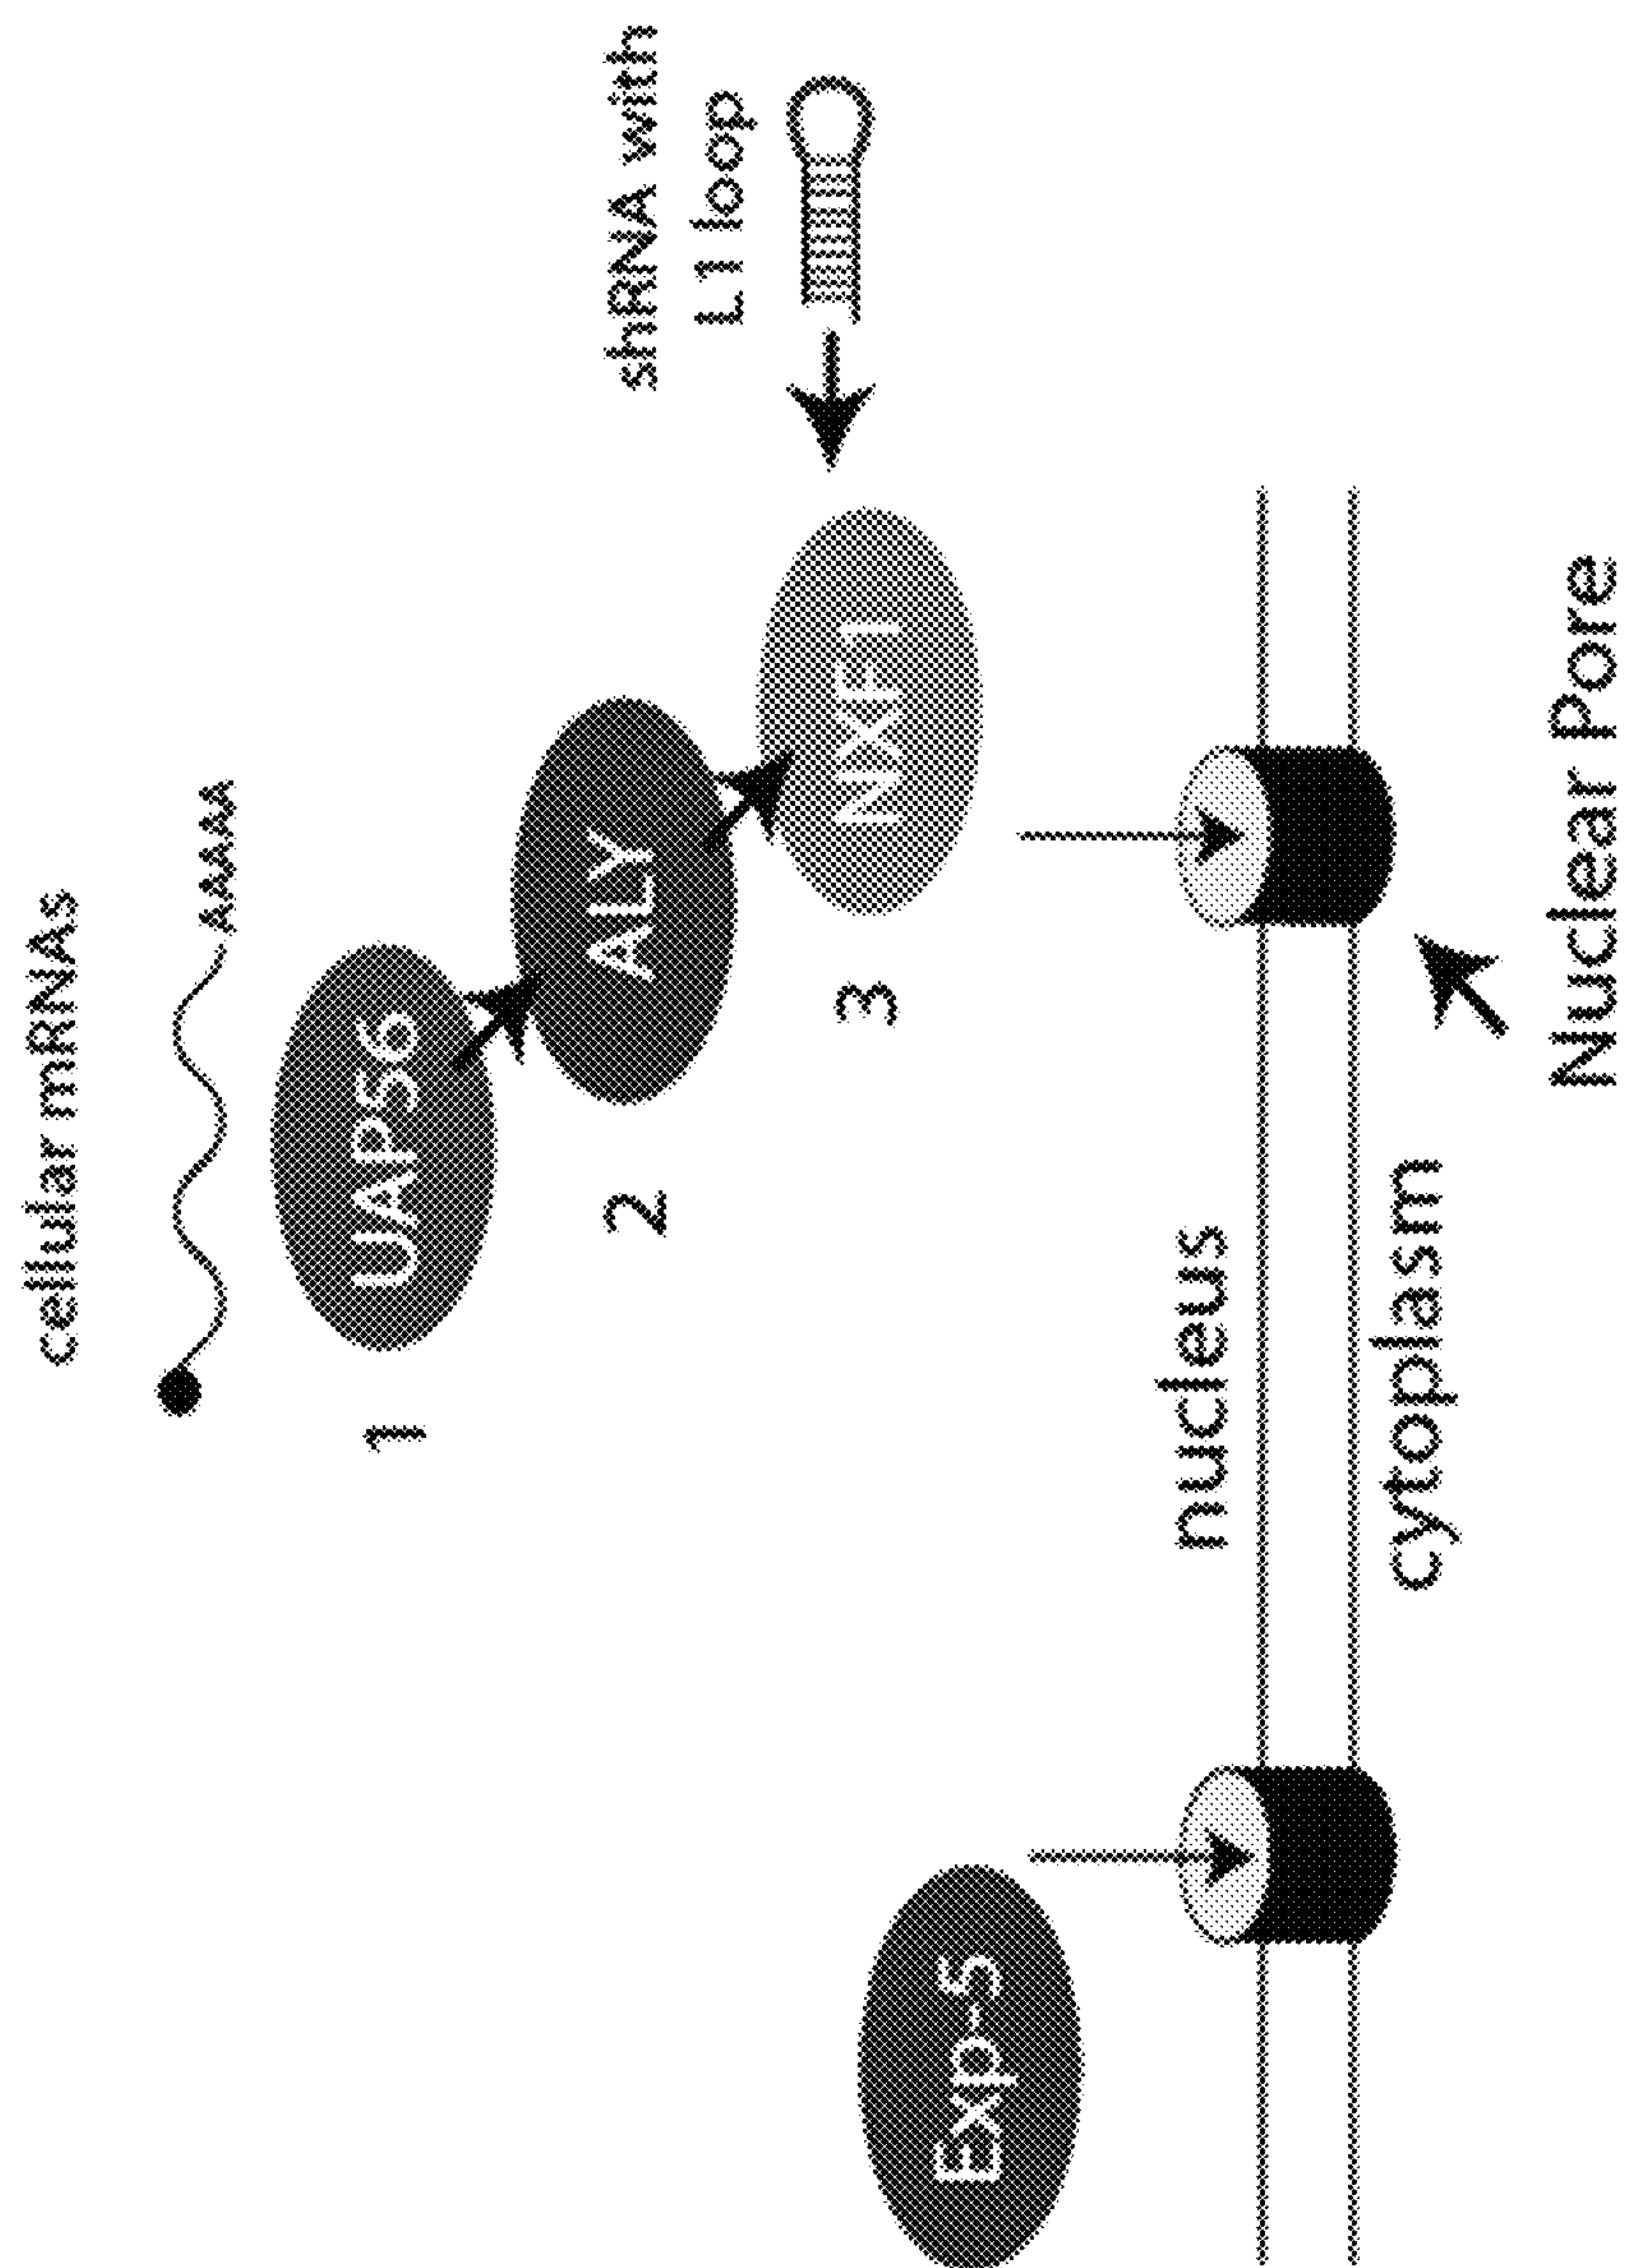 cellular mRNAs
AAAAA
1
UAP56
2
ALY
3
NXF1
shRNA with
L1 loop
Exp-5
nucleus
cytoplasm
Nuclear Pore